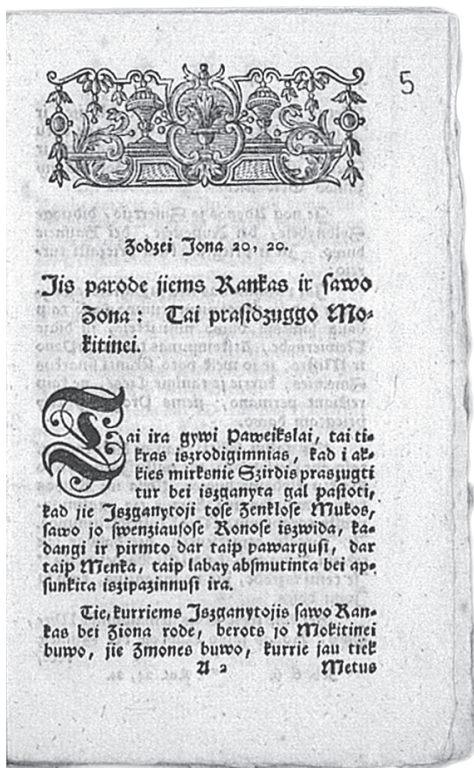 5
Zodzei Jona 20, 20.
Jis parode jiems Rankas ir sawo
Zona: Tai prasidzuggo Mo-
kitinei.
Tai ira gywi Paweikslai, tai ti-
kras iszrodigimnias, kad i ak-
kies mirksnie Szirdis praszugti
tur bei iszganyta gal pastoti,
kad jie Iszganytoji tose Zenklose Mukos,
sawo jo swenziausose Ronose iszwida, ka-
dangi ir pirmto dar taip pawargusi, dar
taip Menka, taip labay absmutinta bei ap-
sunkita iszipazinnusi ira.
Tie, kurriems Iszganytojis sawo Ran-
kas bei Ziona rode, berots jo Mokitinei
buwo, jie Zmones buwo, kurrie jau tiek
A 2 Metus